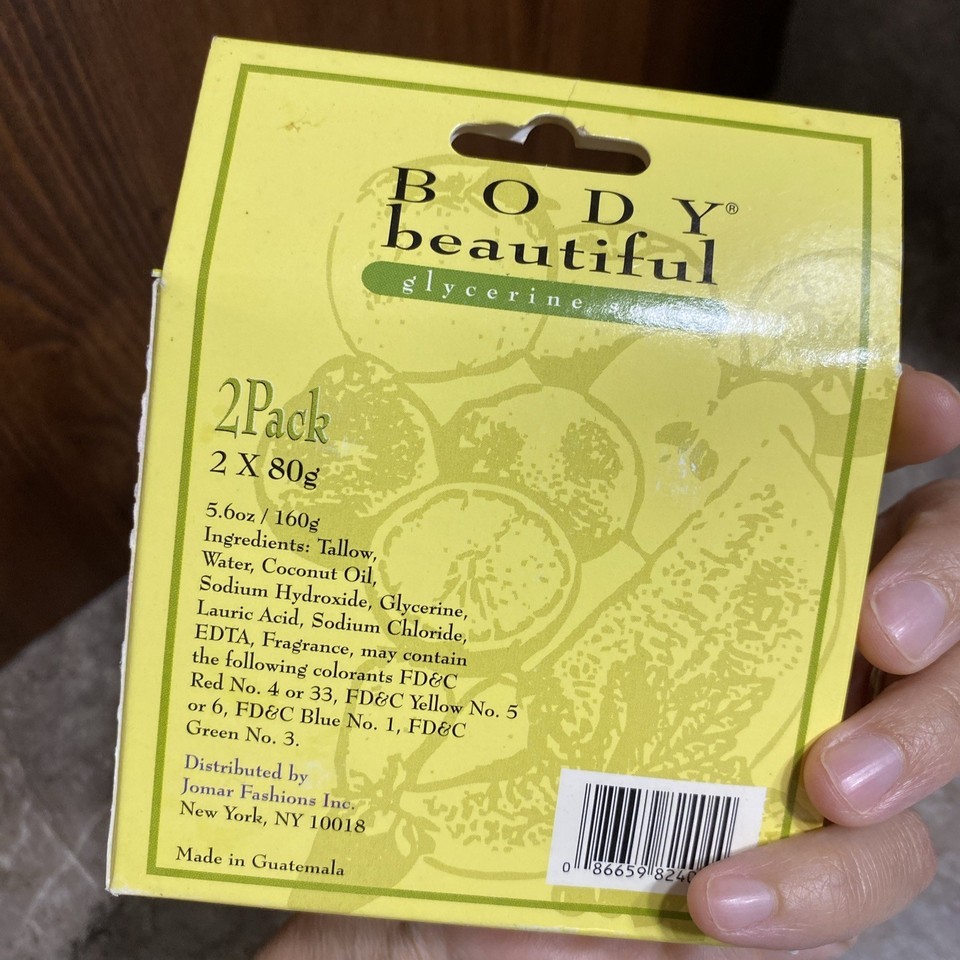 BODY®
beautiful
glycerine
2Pack
2 X 80g
5.6oz / 160g
Ingredients: Tallow,
Water, Coconut Oil,
Sodium Hydroxide, Glycerine,
Lauric Acid, Sodium Chloride,
EDTA, Fragrance, may contain
the following colorants FD&C
Red No. 4 or 33, FD&C Yellow No. 5
or 6, FD&C Blue No. 1, FD&C
Green No. 3.
Distributed by
Jomar Fashions Inc.
New York, NY 10018
Made in Guatemala
0 86659 8240